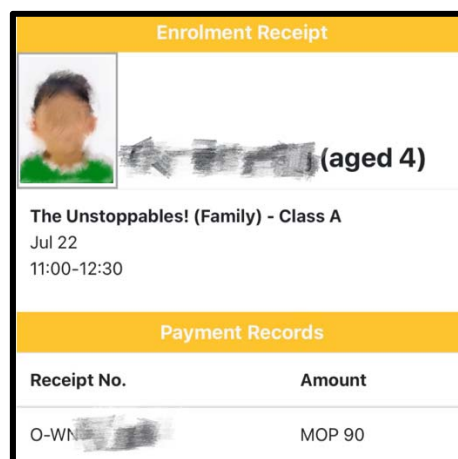 Enrolment Receipt
(aged 4)
The Unstoppables! (Family) - Class A
Jul 22
11:00-12:30
Payment Records
Receipt No. Amount
O-WN MOP 90